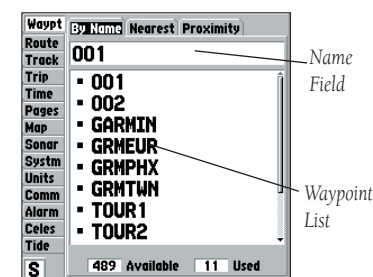 Waypt
Route
Track
Trip
Time
Pages
Map
Sonar
Systm
Units
Comm
Alarm
Celes
Tide
S
By Name Nearest Proximity
001
001
002
GARMIN
GRMEUR
GRMPHX
GRMTWN
TOUR1
TOUR2
489 Available 11 Used
Name
Field
Waypoint
List